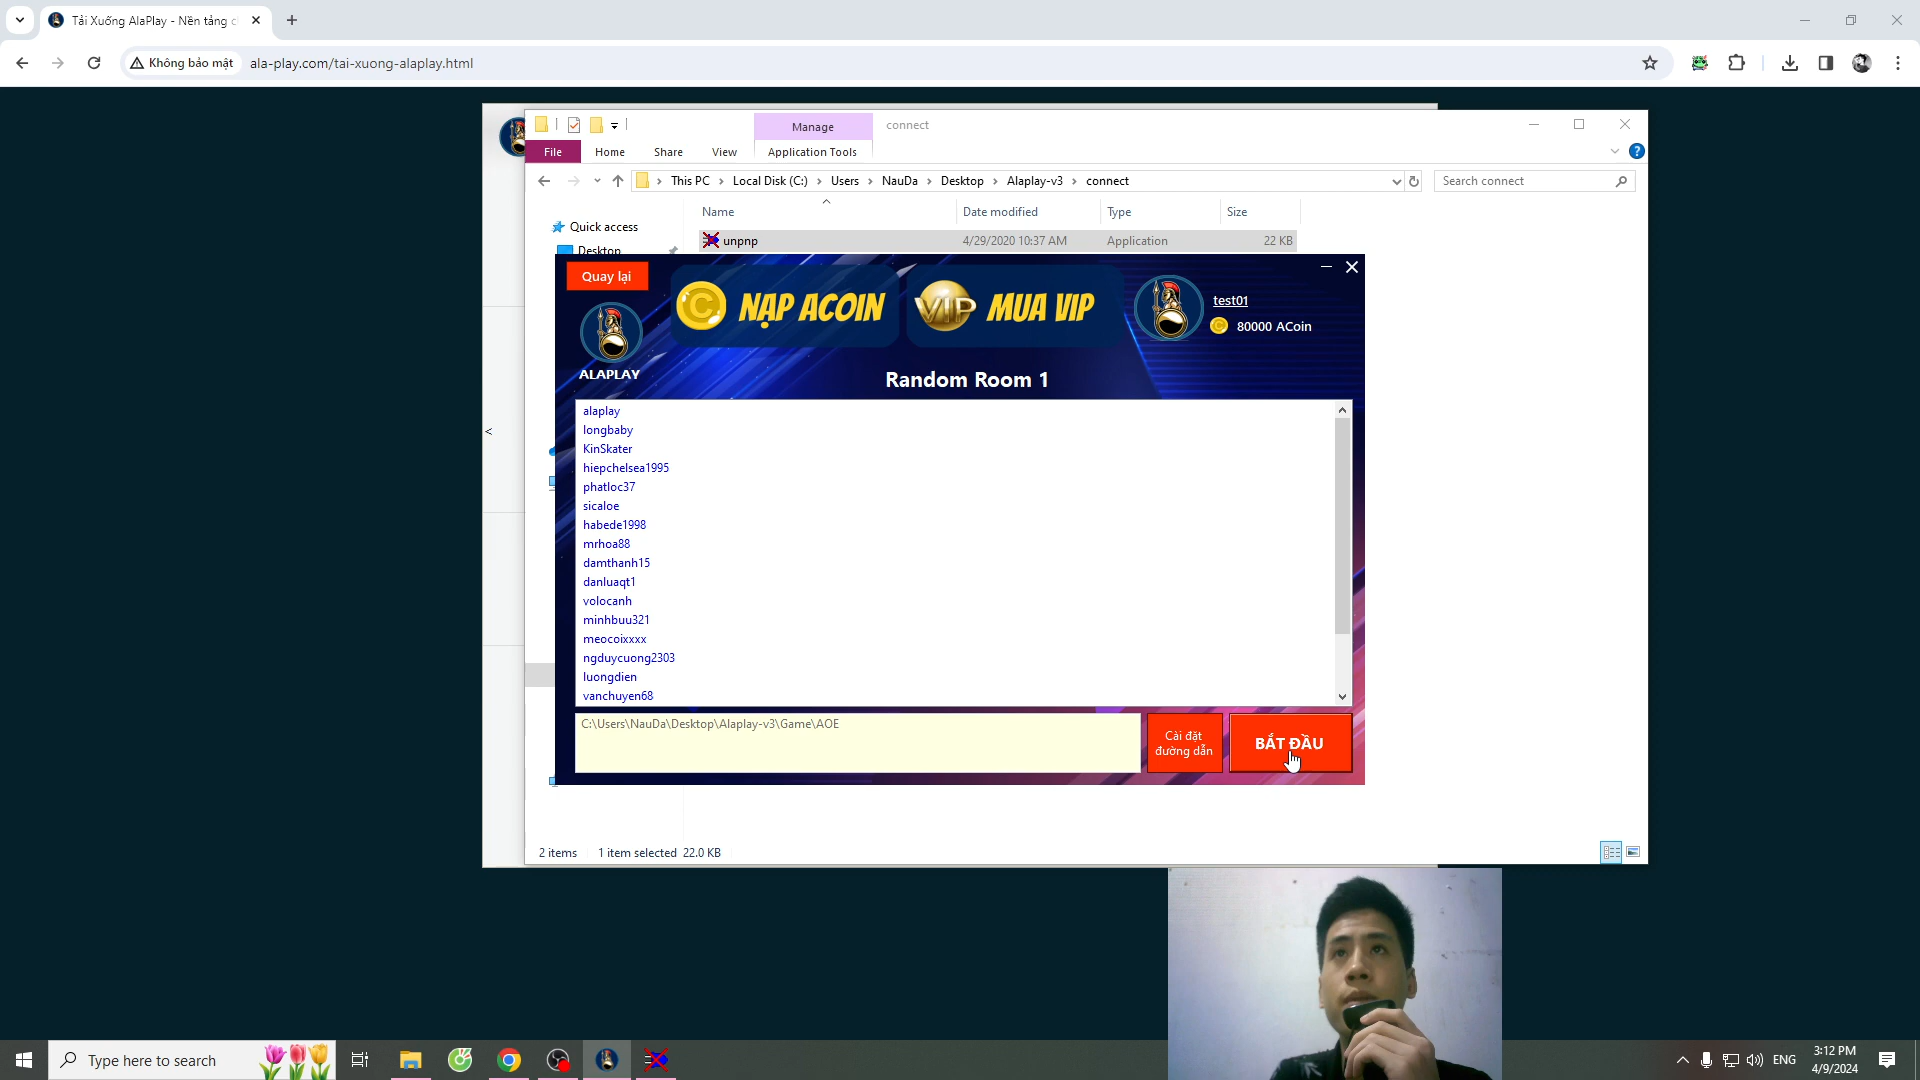 Tải Xuống AlaPlay - Nền tảng c
Không bảo mật
ala-play.com/tai-xuong-alaplay.html
Manage
connect
File
Home
Share
View
Application Tools
This PC > Local Disk (C:) > Users > NauDa > Desktop > Alaplay-v3 > connect
Search connect
Name
Date modified
Type
Size
Quick access
Desktop
unpnp
4/29/2020 10:37 AM
Application
22 KB
Quay lại
NẠP ACOIN
VIP
MUA VIP
test01
80000 ACoin
ALAPLAY
Random Room 1
alaplay
longbaby
KinSkater
hiepchelsea1995
phatloc37
sicaloe
habede1998
mrhoa88
damthanh15
danluaqt1
volocanh
minhbuu321
meocoixxxx
ngduycuong2303
luongdien
vanchuyen68
C:\Users\NauDa\Desktop\Alaplay-v3\Game\AOE
Cài đặt
đường dẫn
BẮT ĐẦU
2 items
1 item selected 22.0 KB
Type here to search
ENG
3:12 PM
4/9/2024